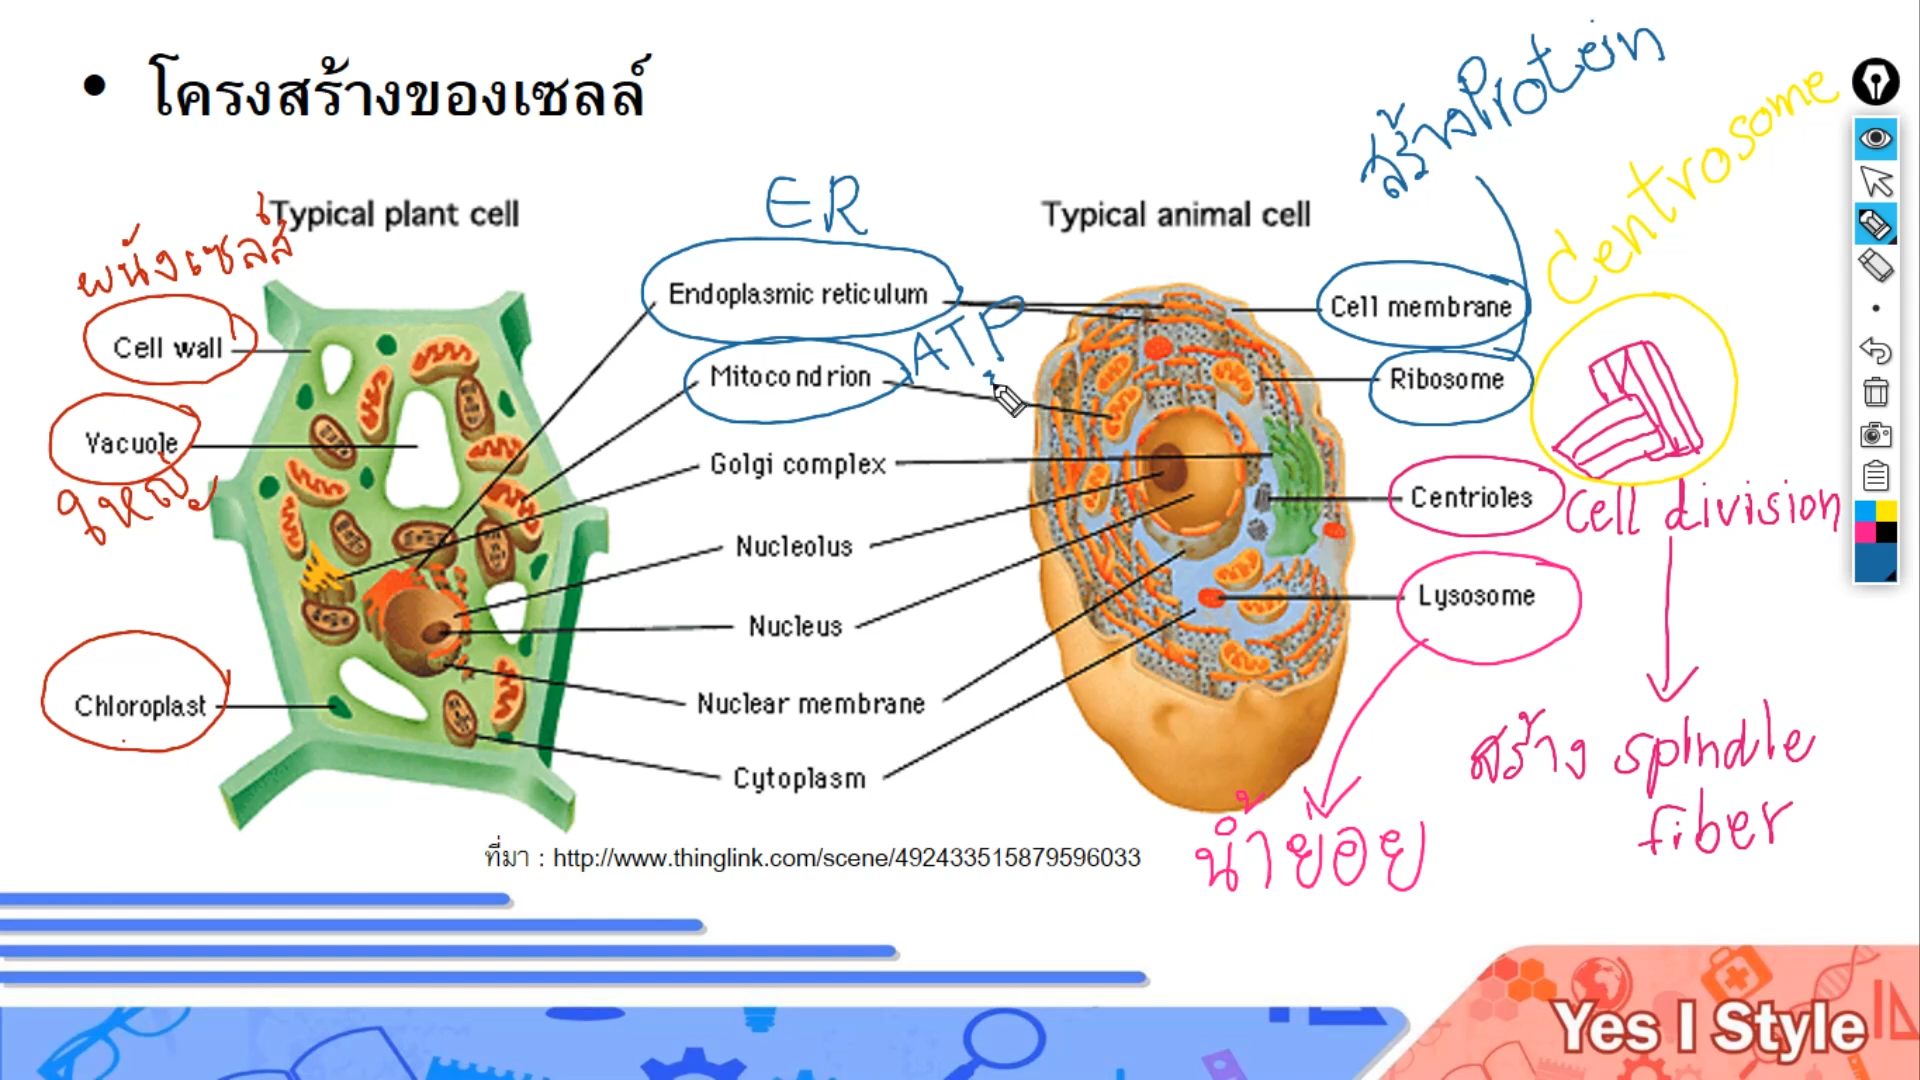 • โครงสร้างของเซลล์
สร้างProtein
Centrosome
ER
Typical plant cell
Typical animal cell
ผนังเซลล์
Endoplasmic reticulum
Cell membrane
ATP
Cell wall
Mitocondrion
Ribosome
Vacuole
ใหญ่
Golgi complex
Centrioles
Cell division
Nucleolus
Lysosome
Nucleus
Chloroplast
Nuclear membrane
สร้าง spindle
fiber
Cytoplasm
น้ำย่อย
ที่มา : http://www.thinglink.com/scene/492433515879596033
Yes I Style